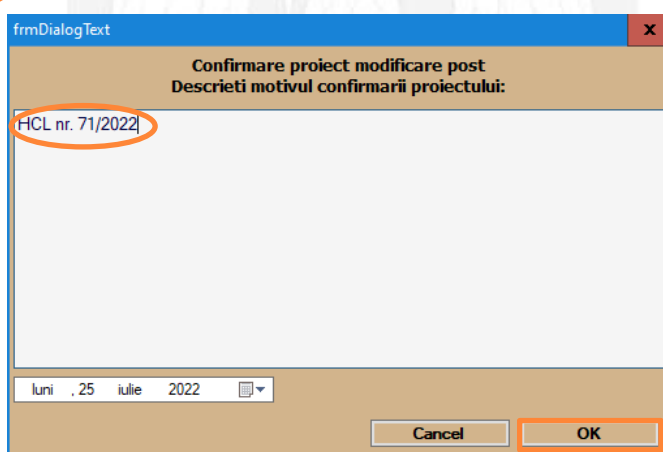 frmDialogText
x
Confirmare proiect modificare post
Descrieti motivul confirmarii proiectului:
HCL nr. 71/2022
luni , 25 iulie 2022
Cancel OK